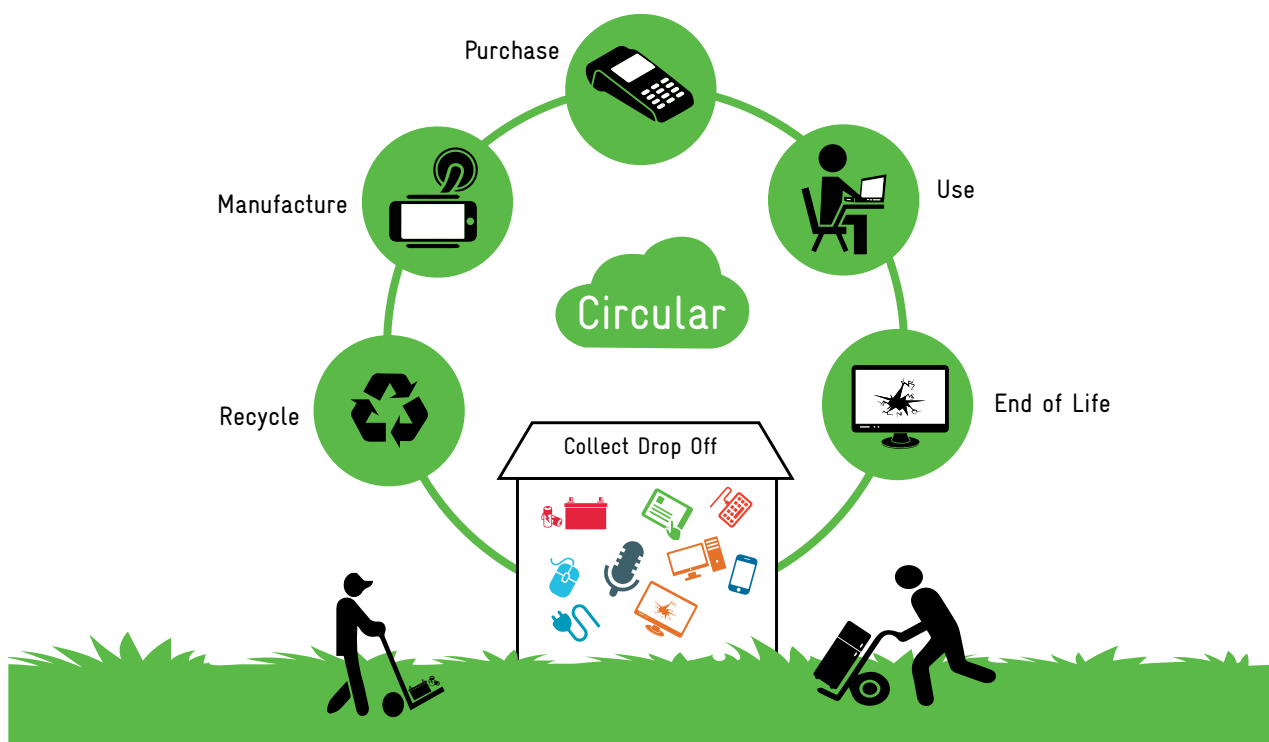 Purchase
Manufacture
Use
Circular
Recycle
End of Life
Collect Drop Off